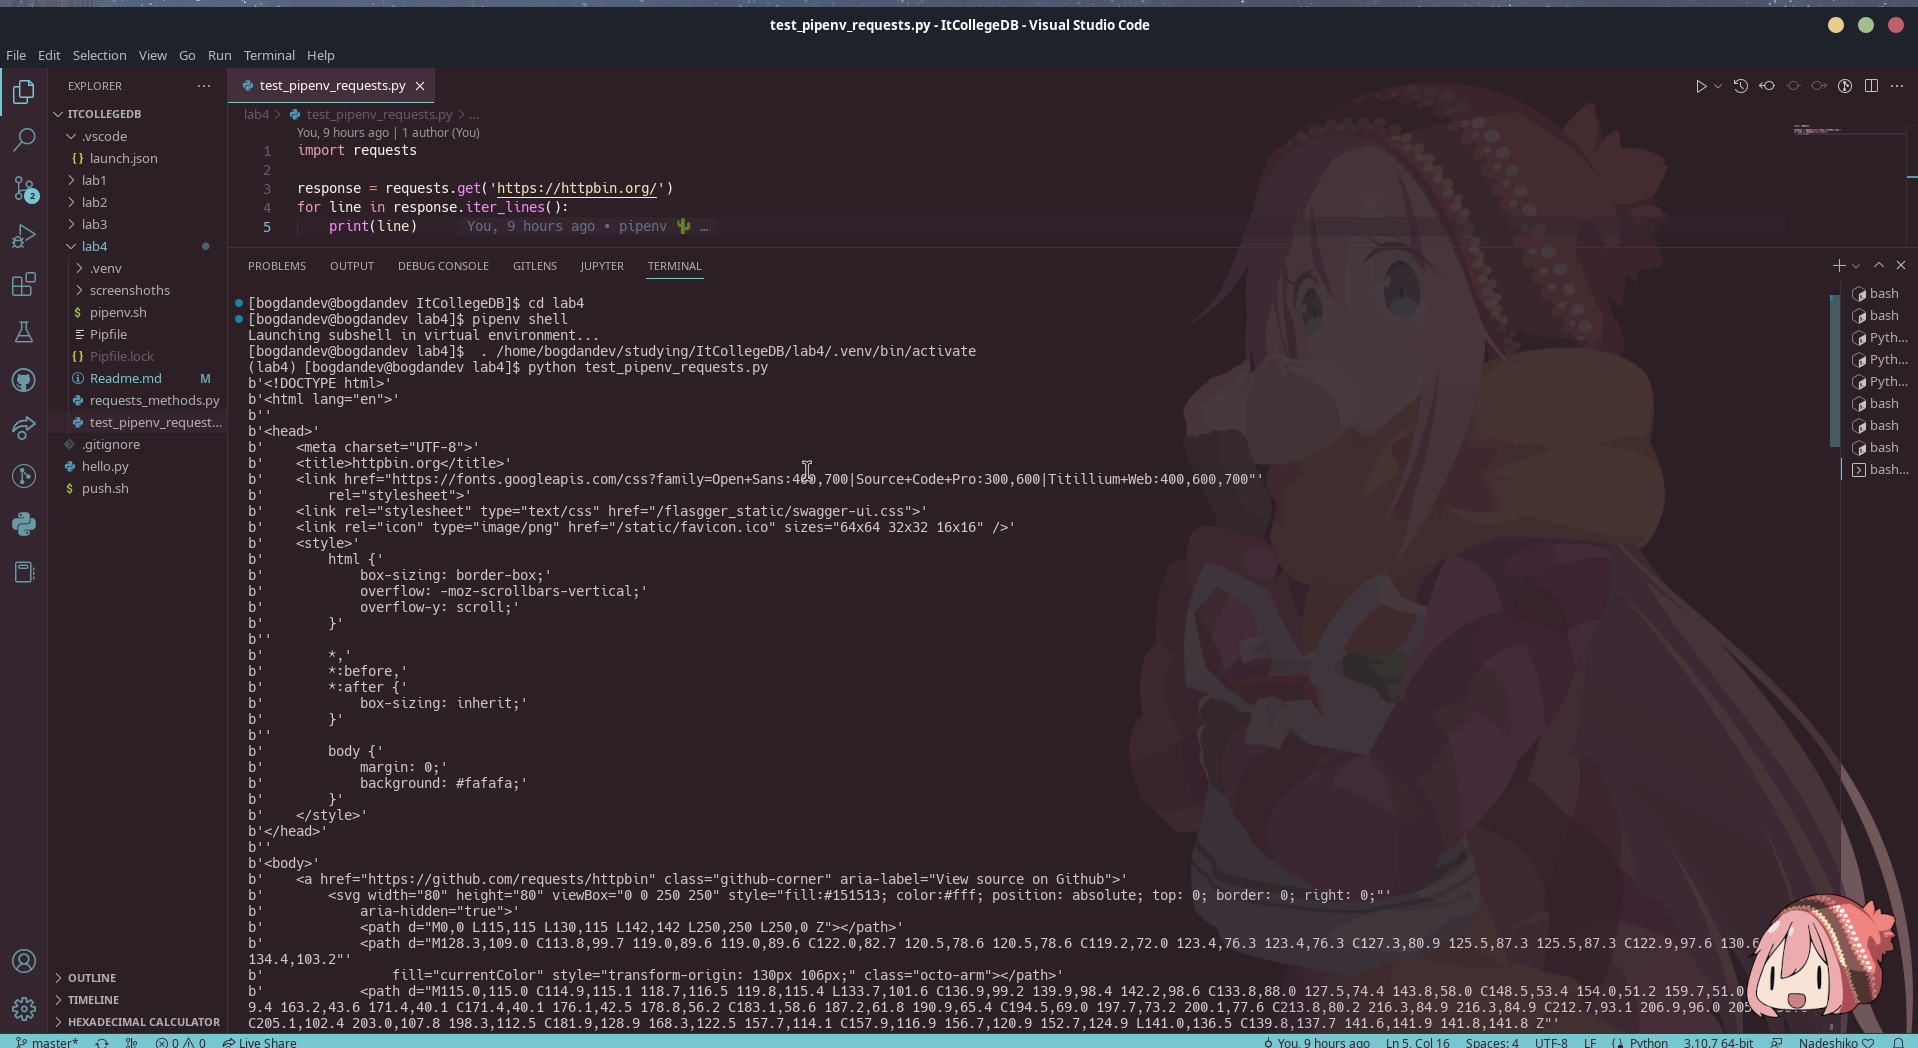 test_pipenv_requests.py - ItCollegeDB - Visual Studio Code
File Edit Selection View Go Run Terminal Help
EXPLORER
ITCOLLEGEDB
.vscode
launch.json
lab1
lab2
lab3
lab4
.venv
screenshoths
pipenv.sh
Pipfile
Pipfile.lock
Readme.md M
requests_methods.py
test_pipenv_request...
.gitignore
hello.py
push.sh
OUTLINE
TIMELINE
HEXADECIMAL CALCULATOR
2
test_pipenv_requests.py
lab4 > test_pipenv_requests.py > ...
You, 9 hours ago | 1 author (You)
1 import requests
2
3 response = requests.get('https://httpbin.org/')
4 for line in response.iter_lines():
5     print(line)     You, 9 hours ago • pipenv 🌵 …
PROBLEMS OUTPUT DEBUG CONSOLE GITLENS JUPYTER TERMINAL
[bogdandev@bogdandev ItCollegeDB]$ cd lab4
[bogdandev@bogdandev lab4]$ pipenv shell
Launching subshell in virtual environment...
[bogdandev@bogdandev lab4]$  . /home/bogdandev/studying/ItCollegeDB/lab4/.venv/bin/activate
(lab4) [bogdandev@bogdandev lab4]$ python test_pipenv_requests.py
b'<!DOCTYPE html>'
b'<html lang="en">'
b''
b'<head>'
b'    <meta charset="UTF-8">'
b'    <title>httpbin.org</title>'
b'    <link href="https://fonts.googleapis.com/css?family=Open+Sans:400,700|Source+Code+Pro:300,600|Titillium+Web:400,600,700"'
b'        rel="stylesheet">'
b'    <link rel="stylesheet" type="text/css" href="/flasgger_static/swagger-ui.css">'
b'    <link rel="icon" type="image/png" href="/static/favicon.ico" sizes="64x64 32x32 16x16" />'
b'    <style>'
b'        html {'
b'            box-sizing: border-box;'
b'            overflow: -moz-scrollbars-vertical;'
b'            overflow-y: scroll;'
b'        }'
b''
b'        *,'
b'        *:before,'
b'        *:after {'
b'            box-sizing: inherit;'
b'        }'
b''
b'        body {'
b'            margin: 0;'
b'            background: #fafafa;'
b'        }'
b'    </style>'
b'</head>'
b''
b'<body>'
b'    <a href="https://github.com/requests/httpbin" class="github-corner" aria-label="View source on Github">'
b'        <svg width="80" height="80" viewBox="0 0 250 250" style="fill:#151513; color:#fff; position: absolute; top: 0; border: 0; right: 0;"'
b'            aria-hidden="true">'
b'            <path d="M0,0 L115,115 L130,115 L142,142 L250,250 L250,0 Z"></path>'
b'            <path d="M128.3,109.0 C113.8,99.7 119.0,89.6 119.0,89.6 C122.0,82.7 120.5,78.6 120.5,78.6 C119.2,72.0 123.4,76.3 123.4,76.3 C127.3,80.9 125.5,87.3 125.5,87.3 C122.9,97.6 130.6
134.4,103.2"'
b'                fill="currentColor" style="transform-origin: 130px 106px;" class="octo-arm"></path>'
b'            <path d="M115.0,115.0 C114.9,115.1 118.7,116.5 119.8,115.4 L133.7,101.6 C136.9,99.2 139.9,98.4 142.2,98.6 C133.8,88.0 127.5,74.4 143.8,58.0 C148.5,53.4 154.0,51.2 159.7,51.0
9.4 163.2,43.6 171.4,40.1 C171.4,40.1 176.1,42.5 178.8,56.2 C183.1,58.6 187.2,61.8 190.9,65.4 C194.5,69.0 197.7,73.2 200.1,77.6 C213.8,80.2 216.3,84.9 216.3,84.9 C212.7,93.1 206.9,96.0
C205.1,102.4 203.0,107.8 198.3,112.5 C181.9,128.9 168.3,122.5 157.7,114.1 C157.9,116.9 156.7,120.9 152.7,124.9 L141.0,136.5 C139.8,137.7 141.6,141.9 141.8,141.8 Z"'
bash
bash
Pyth...
Pyth...
Pyth...
bash
bash
bash
bash...
master* 0 0 Live Share You, 9 hours ago Ln 5, Col 16 Spaces: 4 UTF-8 LF Python 3.10.7 64-bit Nadeshiko ♡